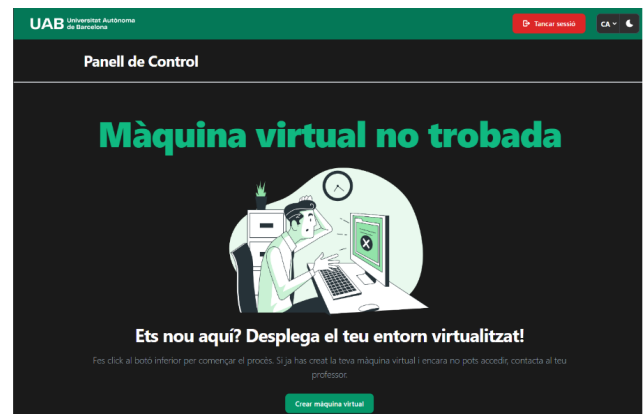 UAB Universitat Autònoma
de Barcelona
Tancar sessió
CA
Panell de Control
Màquina virtual no trobada
Ets nou aquí? Desplega el teu entorn virtualitzat!
Fes click al botó inferior per començar el procés. Si ja has creat la teva màquina virtual i encara no pots accedir, contacta al teu
professor.
Crear màquina virtual